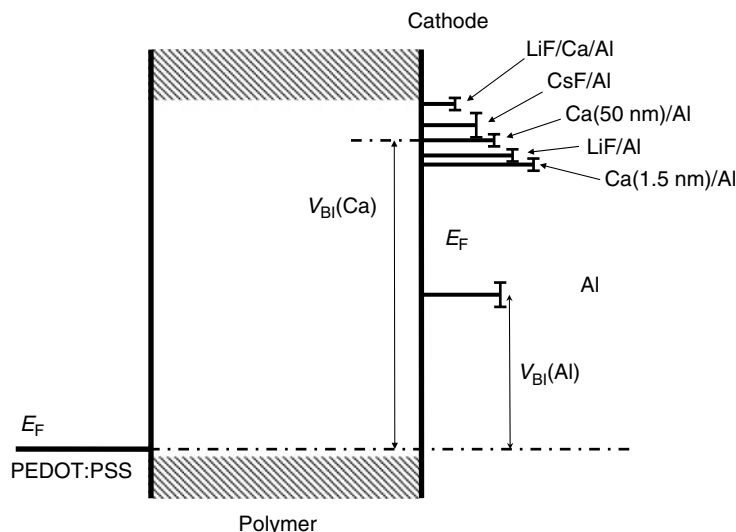 Cathode
LiF/Ca/Al
CsF/Al
Ca(50 nm)/Al
LiF/Al
Ca(1.5 nm)/Al
V_BI(Ca)
E_F
Al
V_BI(Al)
E_F
PEDOT:PSS
Polymer